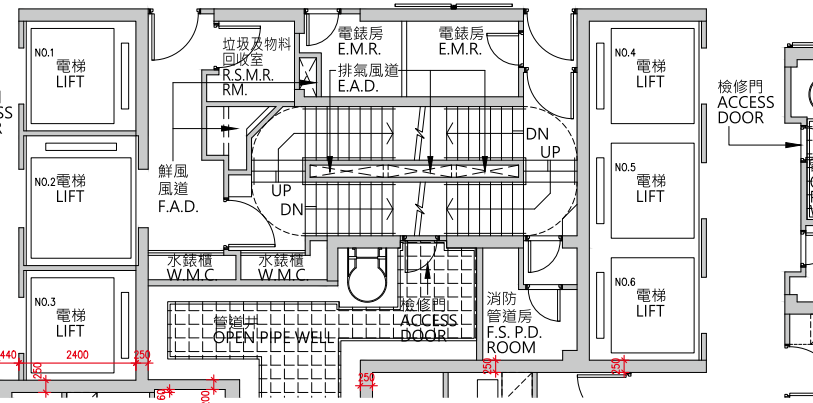 NO.1
電梯
LIFT
垃圾及物料
回收室
R.S.M.R.
RM.
電錶房
E.M.R.
電錶房
E.M.R.
排氣風道
E.A.D.
NO.4
電梯
LIFT
檢修門
ACCESS
DOOR
SS
R
NO.2
電梯
LIFT
鮮風
風道
F.A.D.
DN
UP
UP
DN
NO.5
電梯
LIFT
水錶櫃
W.M.C.
水錶櫃
W.M.C.
NO.3
電梯
LIFT
管道井
OPEN PIPE WELL
檢修門
ACCESS
DOOR
消防
管道房
F.S. P.D.
ROOM
NO.6
電梯
LIFT
440
2400
250
250
250
250
250
200